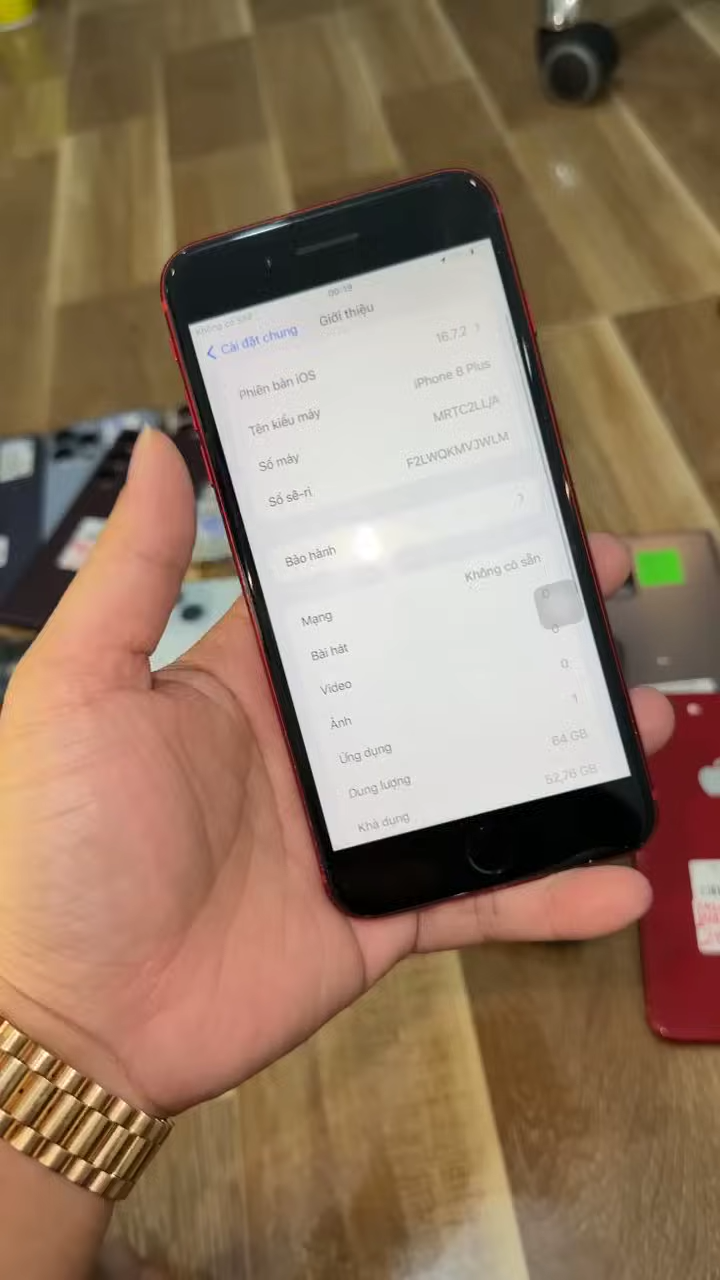 Không có SIM
00:19
Cài đặt chung
Giới thiệu
Phiên bản iOS 16.7.2
Tên kiểu máy iPhone 8 Plus
Số máy MRTC2LL/A
Số sê-ri F2LWQKMVJWLM
Bảo hành
Mạng Không có sẵn
Bài hát 0
Video 0
Ảnh 0
Ứng dụng 1
Dung lượng 64 GB
Khả dụng 52,76 GB